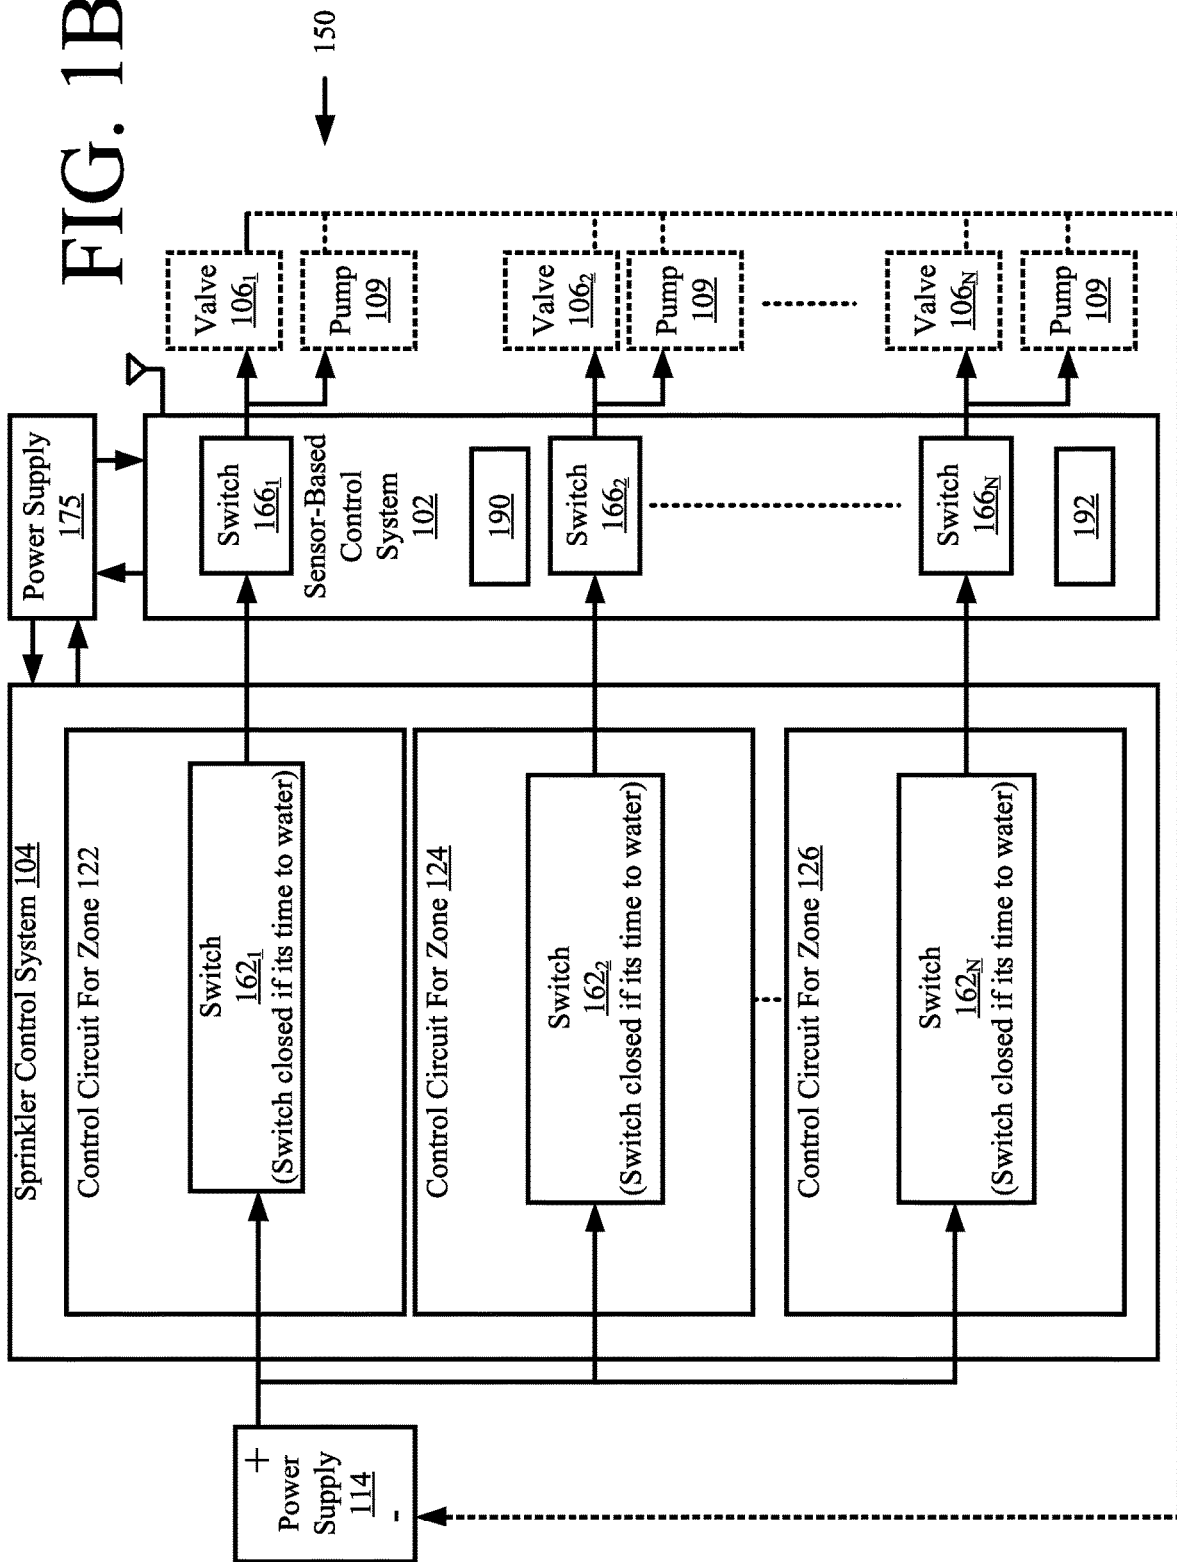 FIG. 1B
150
Power Supply
175
Sprinkler Control System 104
Control Circuit For Zone 122
Switch
162₁
(Switch closed if its time to water)
Control Circuit For Zone 124
Switch
162₂
(Switch closed if its time to water)
Control Circuit For Zone 126
Switch
162N
(Switch closed if its time to water)
+
Power
Supply
114
-
Switch
166₁
Sensor-Based
Control
System
102
190
Switch
166₂
Switch
166N
192
Valve
106₁
Pump
109
Valve
106₂
Pump
109
Valve
106N
Pump
109